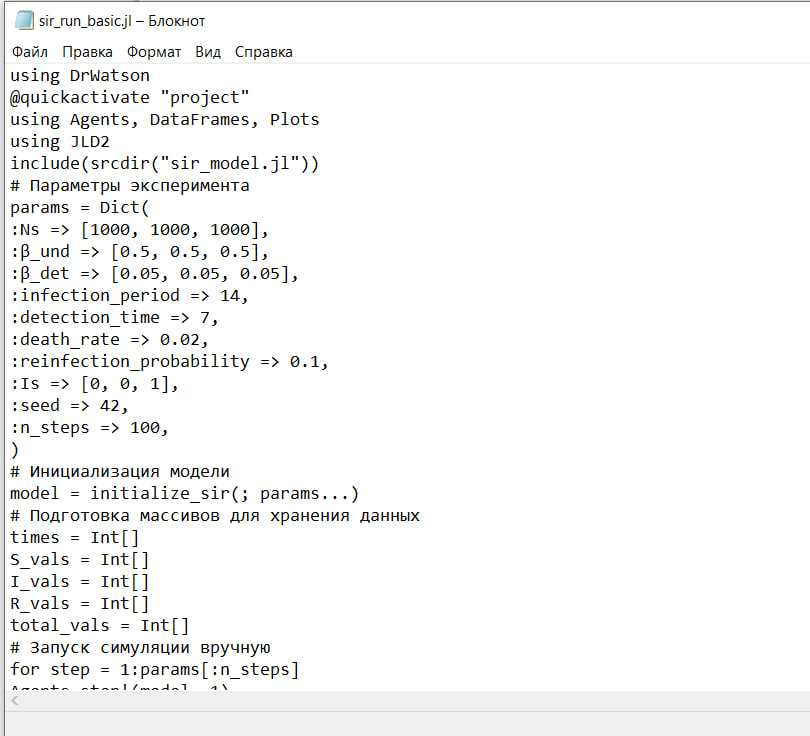 sir_run_basic.jl – Блокнот
Файл Правка Формат Вид Справка
using DrWatson
@quickactivate "project"
using Agents, DataFrames, Plots
using JLD2
include(srcdir("sir_model.jl"))
# Параметры эксперимента
params = Dict(
:Ns => [1000, 1000, 1000],
:β_und => [0.5, 0.5, 0.5],
:β_det => [0.05, 0.05, 0.05],
:infection_period => 14,
:detection_time => 7,
:death_rate => 0.02,
:reinfection_probability => 0.1,
:Is => [0, 0, 1],
:seed => 42,
:n_steps => 100,
)
# Инициализация модели
model = initialize_sir(; params...)
# Подготовка массивов для хранения данных
times = Int[]
S_vals = Int[]
I_vals = Int[]
R_vals = Int[]
total_vals = Int[]
# Запуск симуляции вручную
for step = 1:params[:n_steps]